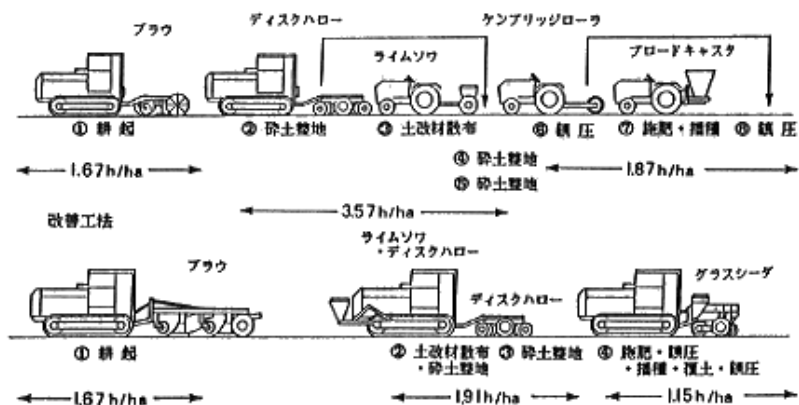 プラウ ディスクハロー ケンブリッジローラ
ライムソワ ブロードキャスタ
① 耕起 ② 砕土整地 ③ 土改材散布 ⑥ 鎮圧 ⑦ 施肥・播種 ⑧ 鎮圧
④ 砕土整地
1.67h/ha 1.87h/ha
砕土整地
3.57h/ha
改善工法
ライムソワ
・ディスクハロー
プラウ グラスシーダ
ディスクハロー
① 耕起 ② 土改材散布 ③ 砕土整地 ④ 施肥・鎮圧
・砕土整地 ・播種・覆土・鎮圧
1.67h/ha 1.91h/ha 1.15h/ha